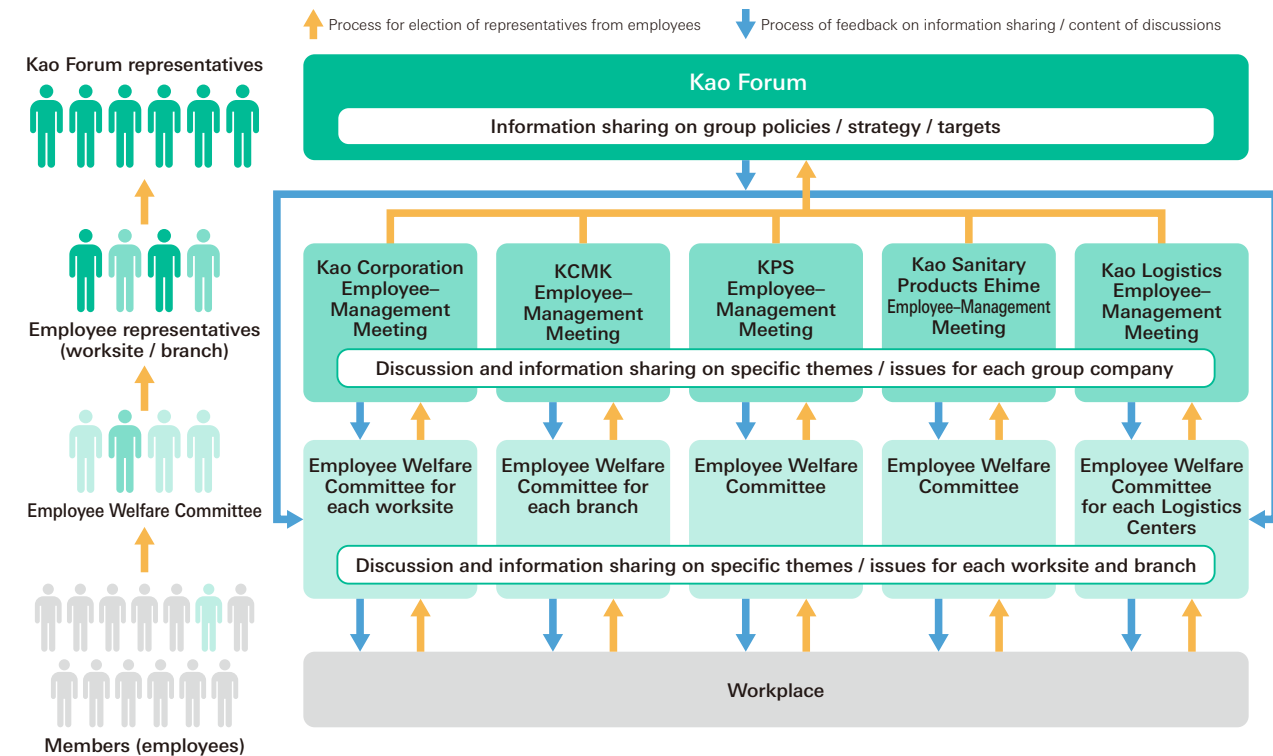 Process for election of representatives from employees
Process of feedback on information sharing / content of discussions
Kao Forum representatives
Employee representatives
(worksite / branch)
Employee Welfare Committee
Members (employees)
Kao Forum
Information sharing on group policies / strategy / targets
Kao Corporation
Employee–
Management
Meeting
KCMK
Employee–
Management
Meeting
KPS
Employee–
Management
Meeting
Kao Sanitary
Products Ehime
Employee–Management
Meeting
Kao Logistics
Employee–
Management
Meeting
Discussion and information sharing on specific themes / issues for each group company
Employee Welfare
Committee for
each worksite
Employee Welfare
Committee for
each branch
Employee Welfare
Committee
Employee Welfare
Committee
Employee Welfare
Committee
for each Logistics
Centers
Discussion and information sharing on specific themes / issues for each worksite and branch
Workplace